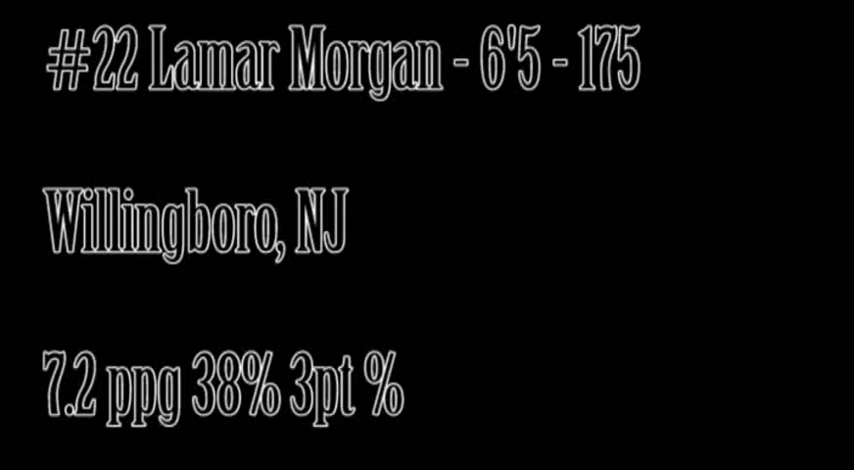 #22 Lamar Morgan - 6'5 - 175
Willingboro, NJ
7.2 ppg 38% 3pt %